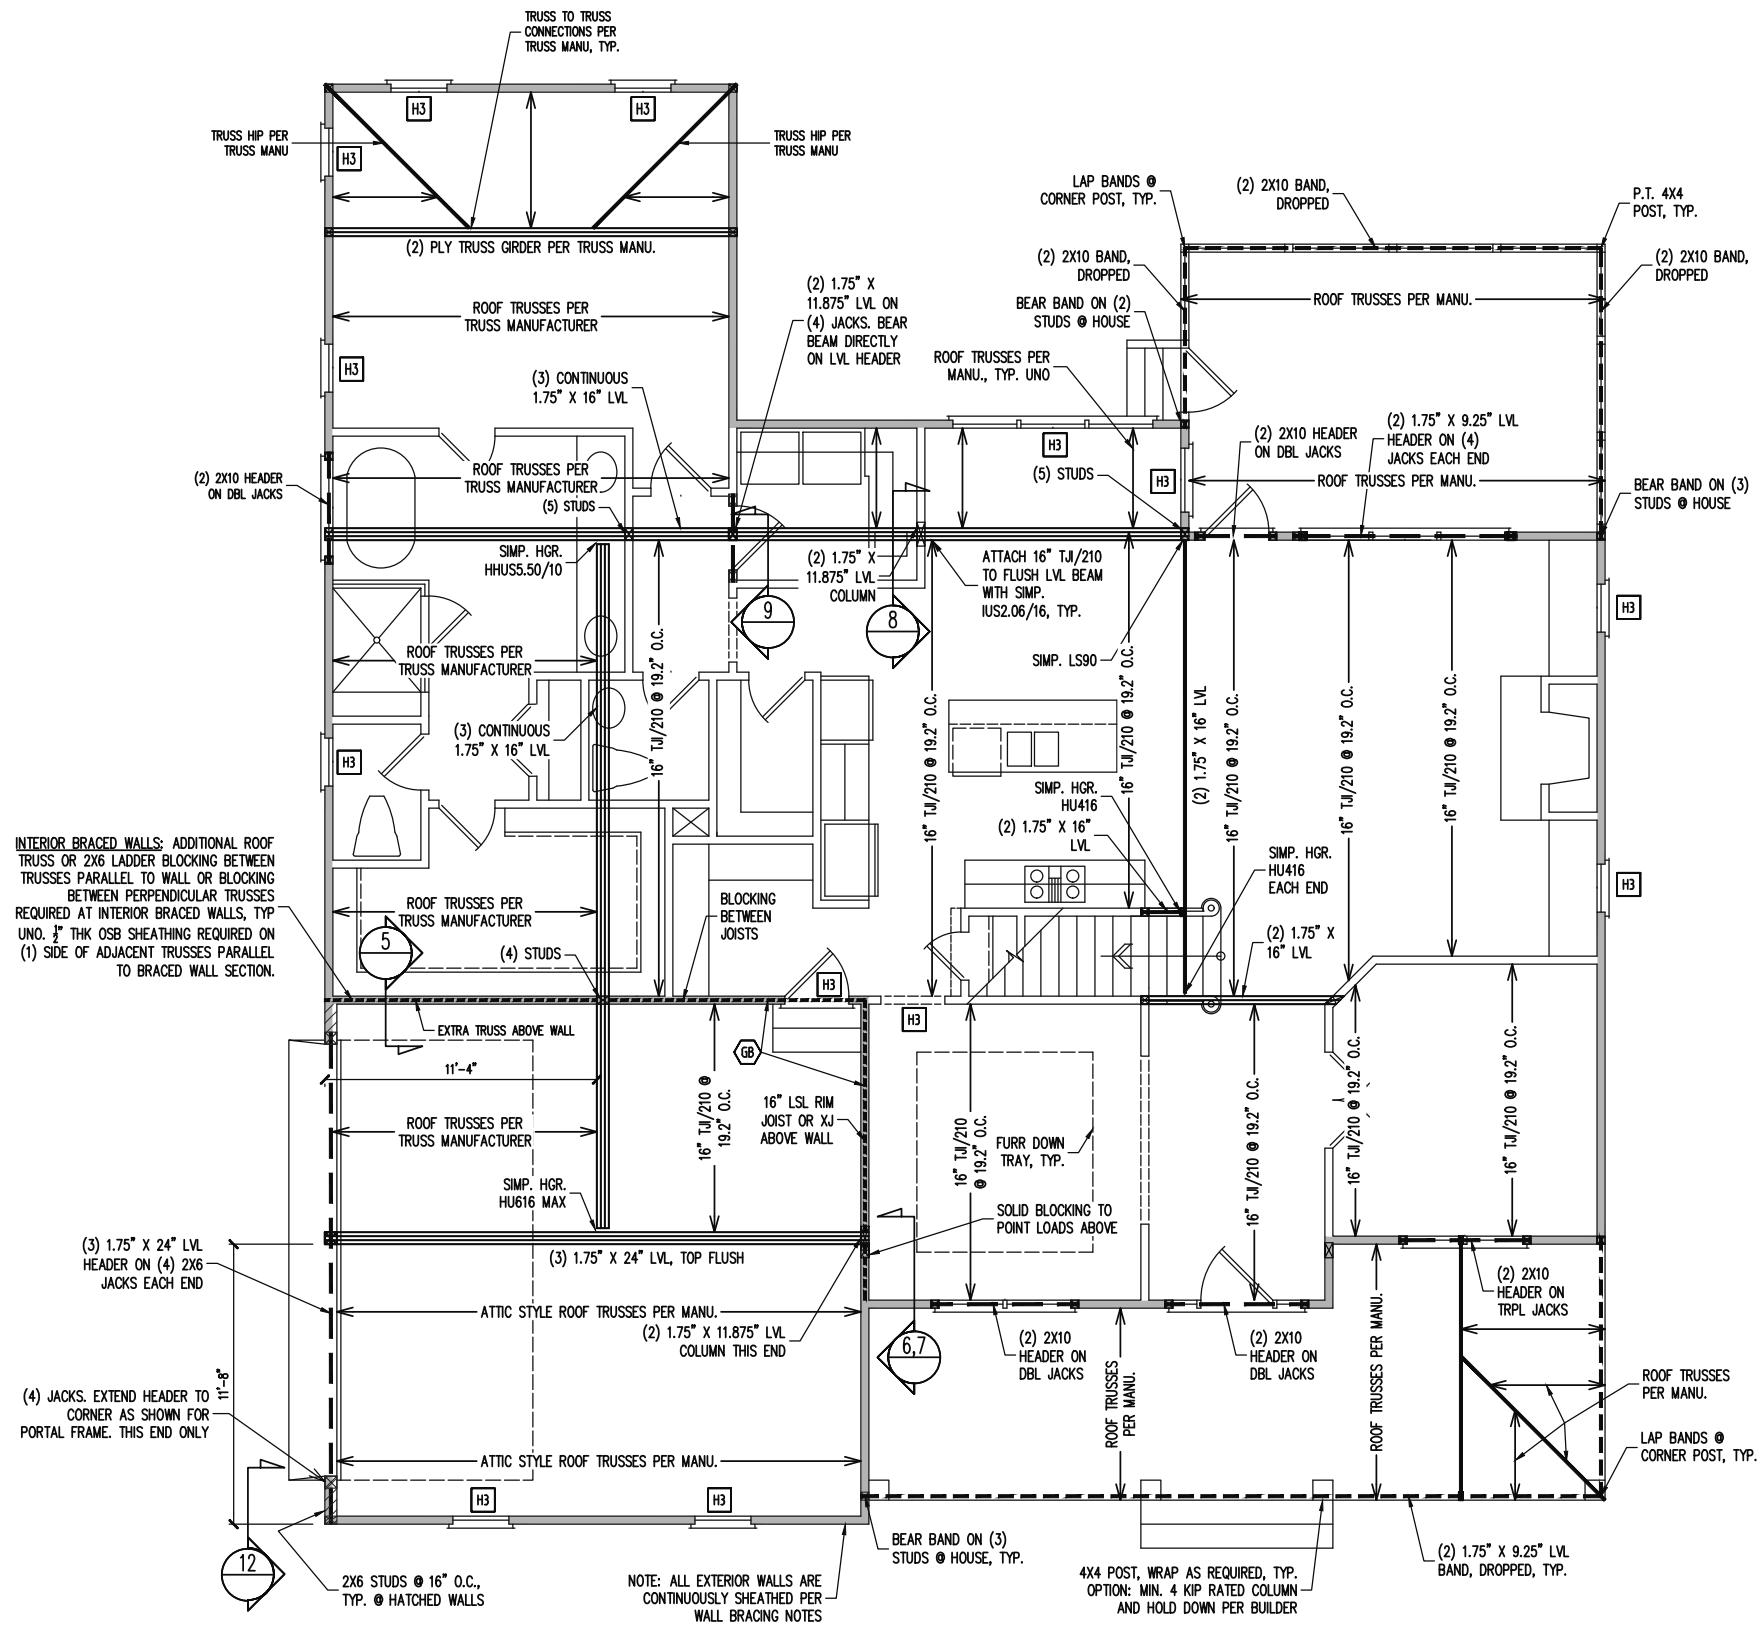 TRUSS TO TRUSS
CONNECTIONS PER
TRUSS MANU, TYP.
H3
H3
TRUSS HIP PER
TRUSS MANU
H3
TRUSS HIP PER
TRUSS MANU
(2) PLY TRUSS GIRDER PER TRUSS MANU.
LAP BANDS @
CORNER POST, TYP.
(2) 2X10 BAND,
DROPPED
P.T. 4X4
POST, TYP.
(2) 2X10 BAND,
DROPPED
(2) 2X10 BAND,
DROPPED
ROOF TRUSSES PER MANU.
BEAR BAND ON (2)
STUDS @ HOUSE
(2) 1.75" X
11.875" LVL ON
(4) JACKS. BEAR
BEAM DIRECTLY
ON LVL HEADER
ROOF TRUSSES PER
TRUSS MANUFACTURER
ROOF TRUSSES PER
MANU., TYP. UNO
H3
(3) CONTINUOUS
1.75" X 16" LVL
(2) 1.75" X 9.25" LVL
HEADER ON (4)
JACKS EACH END
(2) 2X10 HEADER
ON DBL JACKS
H3
H3
ROOF TRUSSES PER MANU.
ROOF TRUSSES PER
TRUSS MANUFACTURER
(2) 2X10 HEADER
ON DBL JACKS
(5) STUDS
(5) STUDS
BEAR BAND ON (3)
STUDS @ HOUSE
SIMP. HGR.
HHUS5.50/10
(2) 1.75" X
11.875" LVL
COLUMN
ATTACH 16" TJI/210
TO FLUSH LVL BEAM
WITH SIMP.
IUS2.06/16, TYP.
9
8
H3
SIMP. LS90
ROOF TRUSSES PER
TRUSS MANUFACTURER
16" TJI/210 @ 19.2" O.C.
16" TJI/210 @ 19.2" O.C.
16" TJI/210 @ 19.2" O.C.
(2) 1.75" X 16" LVL
16" TJI/210 @ 19.2" O.C.
16" TJI/210 @ 19.2" O.C.
16" TJI/210 @ 19.2" O.C.
(3) CONTINUOUS
1.75" X 16" LVL
H3
SIMP. HGR.
HU416
(2) 1.75" X 16"
LVL
SIMP. HGR.
HU416
EACH END
H3
INTERIOR BRACED WALLS: ADDITIONAL ROOF
TRUSS OR 2X6 LADDER BLOCKING BETWEEN
TRUSSES PARALLEL TO WALL OR BLOCKING
BETWEEN PERPENDICULAR TRUSSES
REQUIRED AT INTERIOR BRACED WALLS, TYP
UNO. ½" THK OSB SHEATHING REQUIRED ON
(1) SIDE OF ADJACENT TRUSSES PARALLEL
TO BRACED WALL SECTION.
ROOF TRUSSES PER
TRUSS MANUFACTURER
BLOCKING
BETWEEN
JOISTS
5
(4) STUDS
(2) 1.75" X
16" LVL
H3
H3
EXTRA TRUSS ABOVE WALL
GB
11'-4"
16" TJI/210 @
19.2" O.C.
16" LSL RIM
JOIST OR XJ
ABOVE WALL
ROOF TRUSSES PER
TRUSS MANUFACTURER
16" TJI/210
@ 19.2" O.C.
FURR DOWN
TRAY, TYP.
16" TJI/210 @ 19.2" O.C.
16" TJI/210 @ 19.2" O.C.
16" TJI/210 @ 19.2" O.C.
SIMP. HGR.
HU616 MAX
SOLID BLOCKING TO
POINT LOADS ABOVE
(3) 1.75" X 24" LVL
HEADER ON (4) 2X6
JACKS EACH END
(3) 1.75" X 24" LVL, TOP FLUSH
(2) 2X10
HEADER ON
TRPL JACKS
ATTIC STYLE ROOF TRUSSES PER MANU.
(2) 1.75" X 11.875" LVL
COLUMN THIS END
6,7
(2) 2X10
HEADER ON
DBL JACKS
(2) 2X10
HEADER ON
DBL JACKS
11'-8"
ROOF TRUSSES
PER MANU.
ROOF TRUSSES PER MANU.
ROOF TRUSSES
PER MANU.
(4) JACKS. EXTEND HEADER TO
CORNER AS SHOWN FOR
PORTAL FRAME. THIS END ONLY
LAP BANDS @
CORNER POST, TYP.
ATTIC STYLE ROOF TRUSSES PER MANU.
H3
H3
12
2X6 STUDS @ 16" O.C.,
TYP. @ HATCHED WALLS
NOTE: ALL EXTERIOR WALLS ARE
CONTINUOUSLY SHEATHED PER
WALL BRACING NOTES
BEAR BAND ON (3)
STUDS @ HOUSE, TYP.
4X4 POST, WRAP AS REQUIRED, TYP.
OPTION: MIN. 4 KIP RATED COLUMN
AND HOLD DOWN PER BUILDER
(2) 1.75" X 9.25" LVL
BAND, DROPPED, TYP.